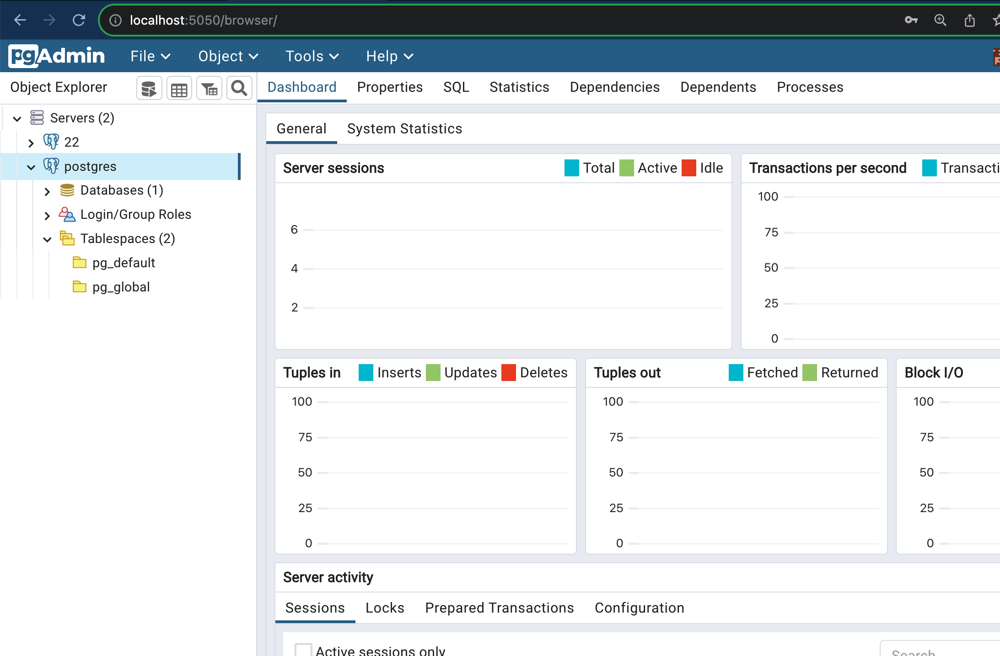 localhost:5050/browser/
pgAdmin File Object Tools Help
Object Explorer
Dashboard Properties SQL Statistics Dependencies Dependents Processes
Servers (2)
22
postgres
Databases (1)
Login/Group Roles
Tablespaces (2)
pg_default
pg_global
General System Statistics
Server sessions Total Active Idle
6
4
2
Transactions per second Transacti
100
75
50
25
0
Tuples in Inserts Updates Deletes
100
75
50
25
0
Tuples out Fetched Returned
100
75
50
25
0
Block I/O
100
75
50
25
0
Server activity
Sessions Locks Prepared Transactions Configuration
Active sessions only
Search